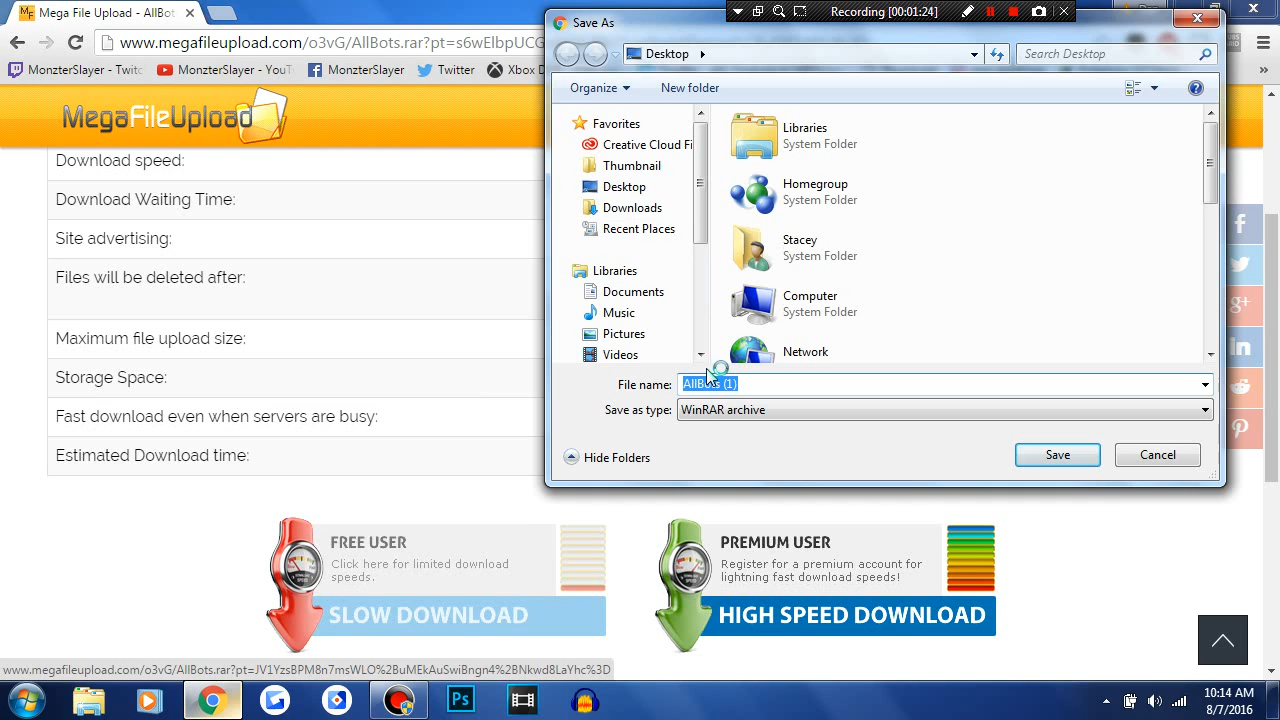 Mega File Upload - AllBot
www.megafileupload.com/o3vG/AllBots.rar?pt=s6wElbpUCG
MonzterSlayer - Twitc
MonzterSlayer - YouT
MonzterSlayer
Twitter
Xbox D
»
Recording [00:01:24]
MegaFileUpload
Download speed:
Download Waiting Time:
Site advertising:
Files will be deleted after:
Maximum file upload size:
Storage Space:
Fast download even when servers are busy:
Estimated Download time:
Save As
Desktop
Search Desktop
Organize
New folder
Favorites
Creative Cloud Fi
Thumbnail
Desktop
Downloads
Recent Places
Libraries
Documents
Music
Pictures
Videos
Libraries
System Folder
Homegroup
System Folder
Stacey
System Folder
Computer
System Folder
Network
File name:
AllBots (1)
Save as type:
WinRAR archive
Hide Folders
Save
Cancel
FREE USER
Click here for limited download
speeds.
SLOW DOWNLOAD
PREMIUM USER
Register for a premium account for
lightning fast download speeds!
HIGH SPEED DOWNLOAD
www.megafileupload.com/o3vG/AllBots.rar?pt=JV1YzsBPM8n7msWLO%2BuMEkAuSwiBngn4%2BNkwd8LaYhc%3D
Ps
10:14 AM
8/7/2016